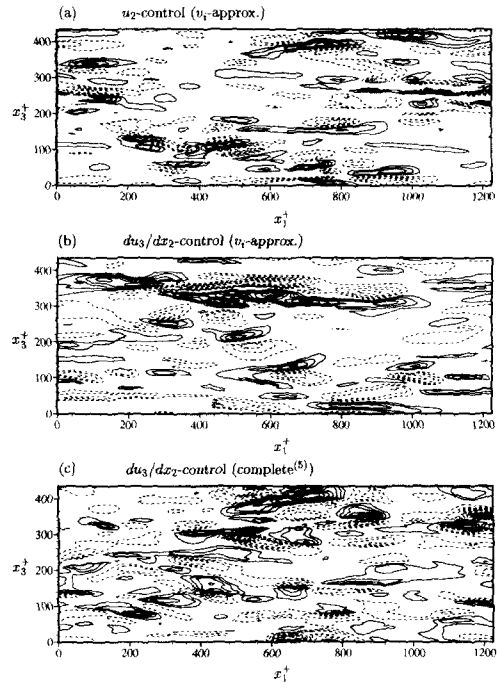 (a) u₂-control (vᵢ-approx.)
400
300
200
100
0
x₃⁺
0 200 400 600 800 1000 1200
x₁⁺
(b) du₃/dx₂-control (vᵢ-approx.)
400
300
200
100
0
x₃⁺
0 200 400 600 800 1000 1200
x₁⁺
(c) du₃/dx₂-control (complete⁽⁵⁾)
400
300
200
100
0
x₃⁺
0 200 400 600 800 1000 1200
x₁⁺